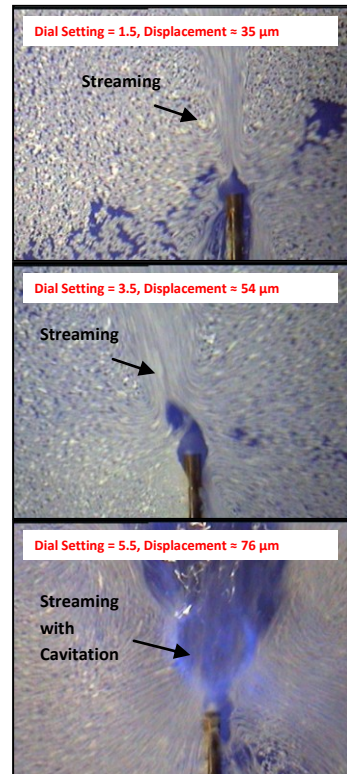 Dial Setting = 1.5, Displacement ≈ 35 µm
Streaming
Dial Setting = 3.5, Displacement ≈ 54 µm
Streaming
Dial Setting = 5.5, Displacement ≈ 76 µm
Streaming
with
Cavitation